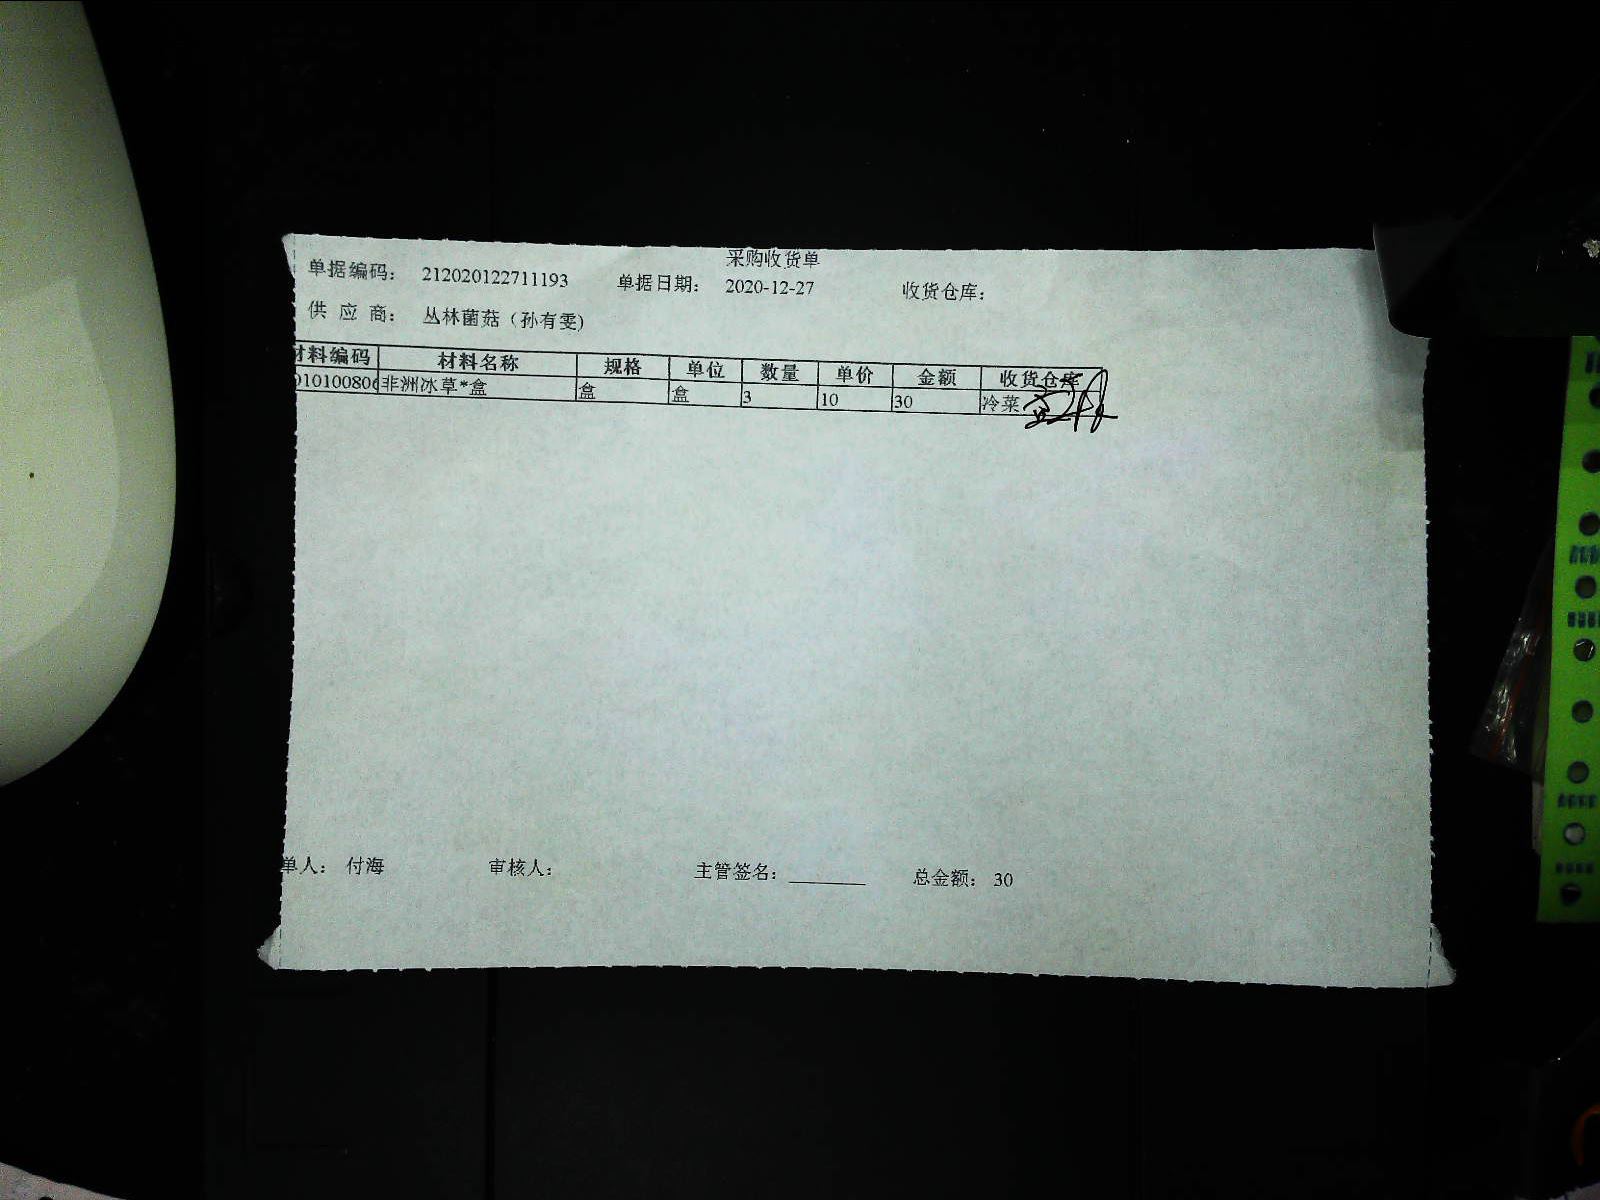 采购收货单
单据编码： 212020122711193 单据日期： 2020-12-27 收货仓库：
供 应 商： 丛林菌菇（孙有雯)
材料编码 材料名称 规格 单位 数量 单价 金额 收货仓库
01010080 非洲冰草*盒 盒 盒 3 10 30 冷菜
单人： 付海 审核人： 主管签名： 总金额： 30